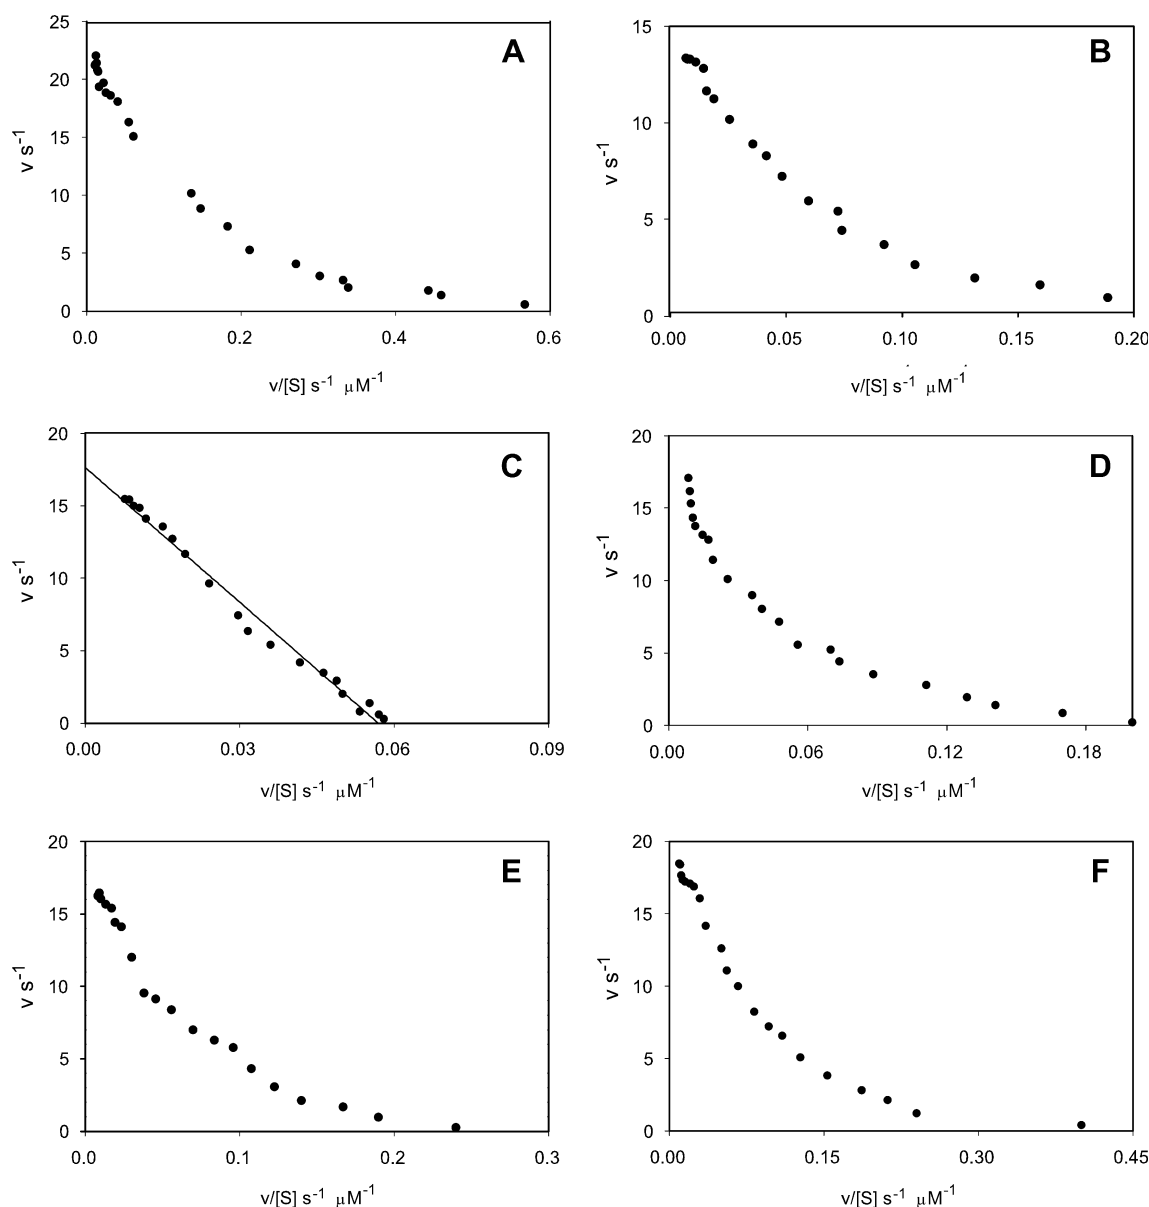 A
25
20
15
10
5
0
v s-1
0.0 0.2 0.4 0.6
v/[S] s-1 μM-1
B
15
10
5
0
v s-1
0.00 0.05 0.10 0.15 0.20
v/[S] s-1 μM-1
C
20
15
10
5
0
v s-1
0.00 0.03 0.06 0.09
v/[S] s-1 μM-1
D
20
15
10
5
0
v s-1
0.00 0.06 0.12 0.18
v/[S] s-1 μM-1
E
20
15
10
5
0
v s-1
0.0 0.1 0.2 0.3
v/[S] s-1 μM-1
F
20
15
10
5
0
v s-1
0.00 0.15 0.30 0.45
v/[S] s-1 μM-1